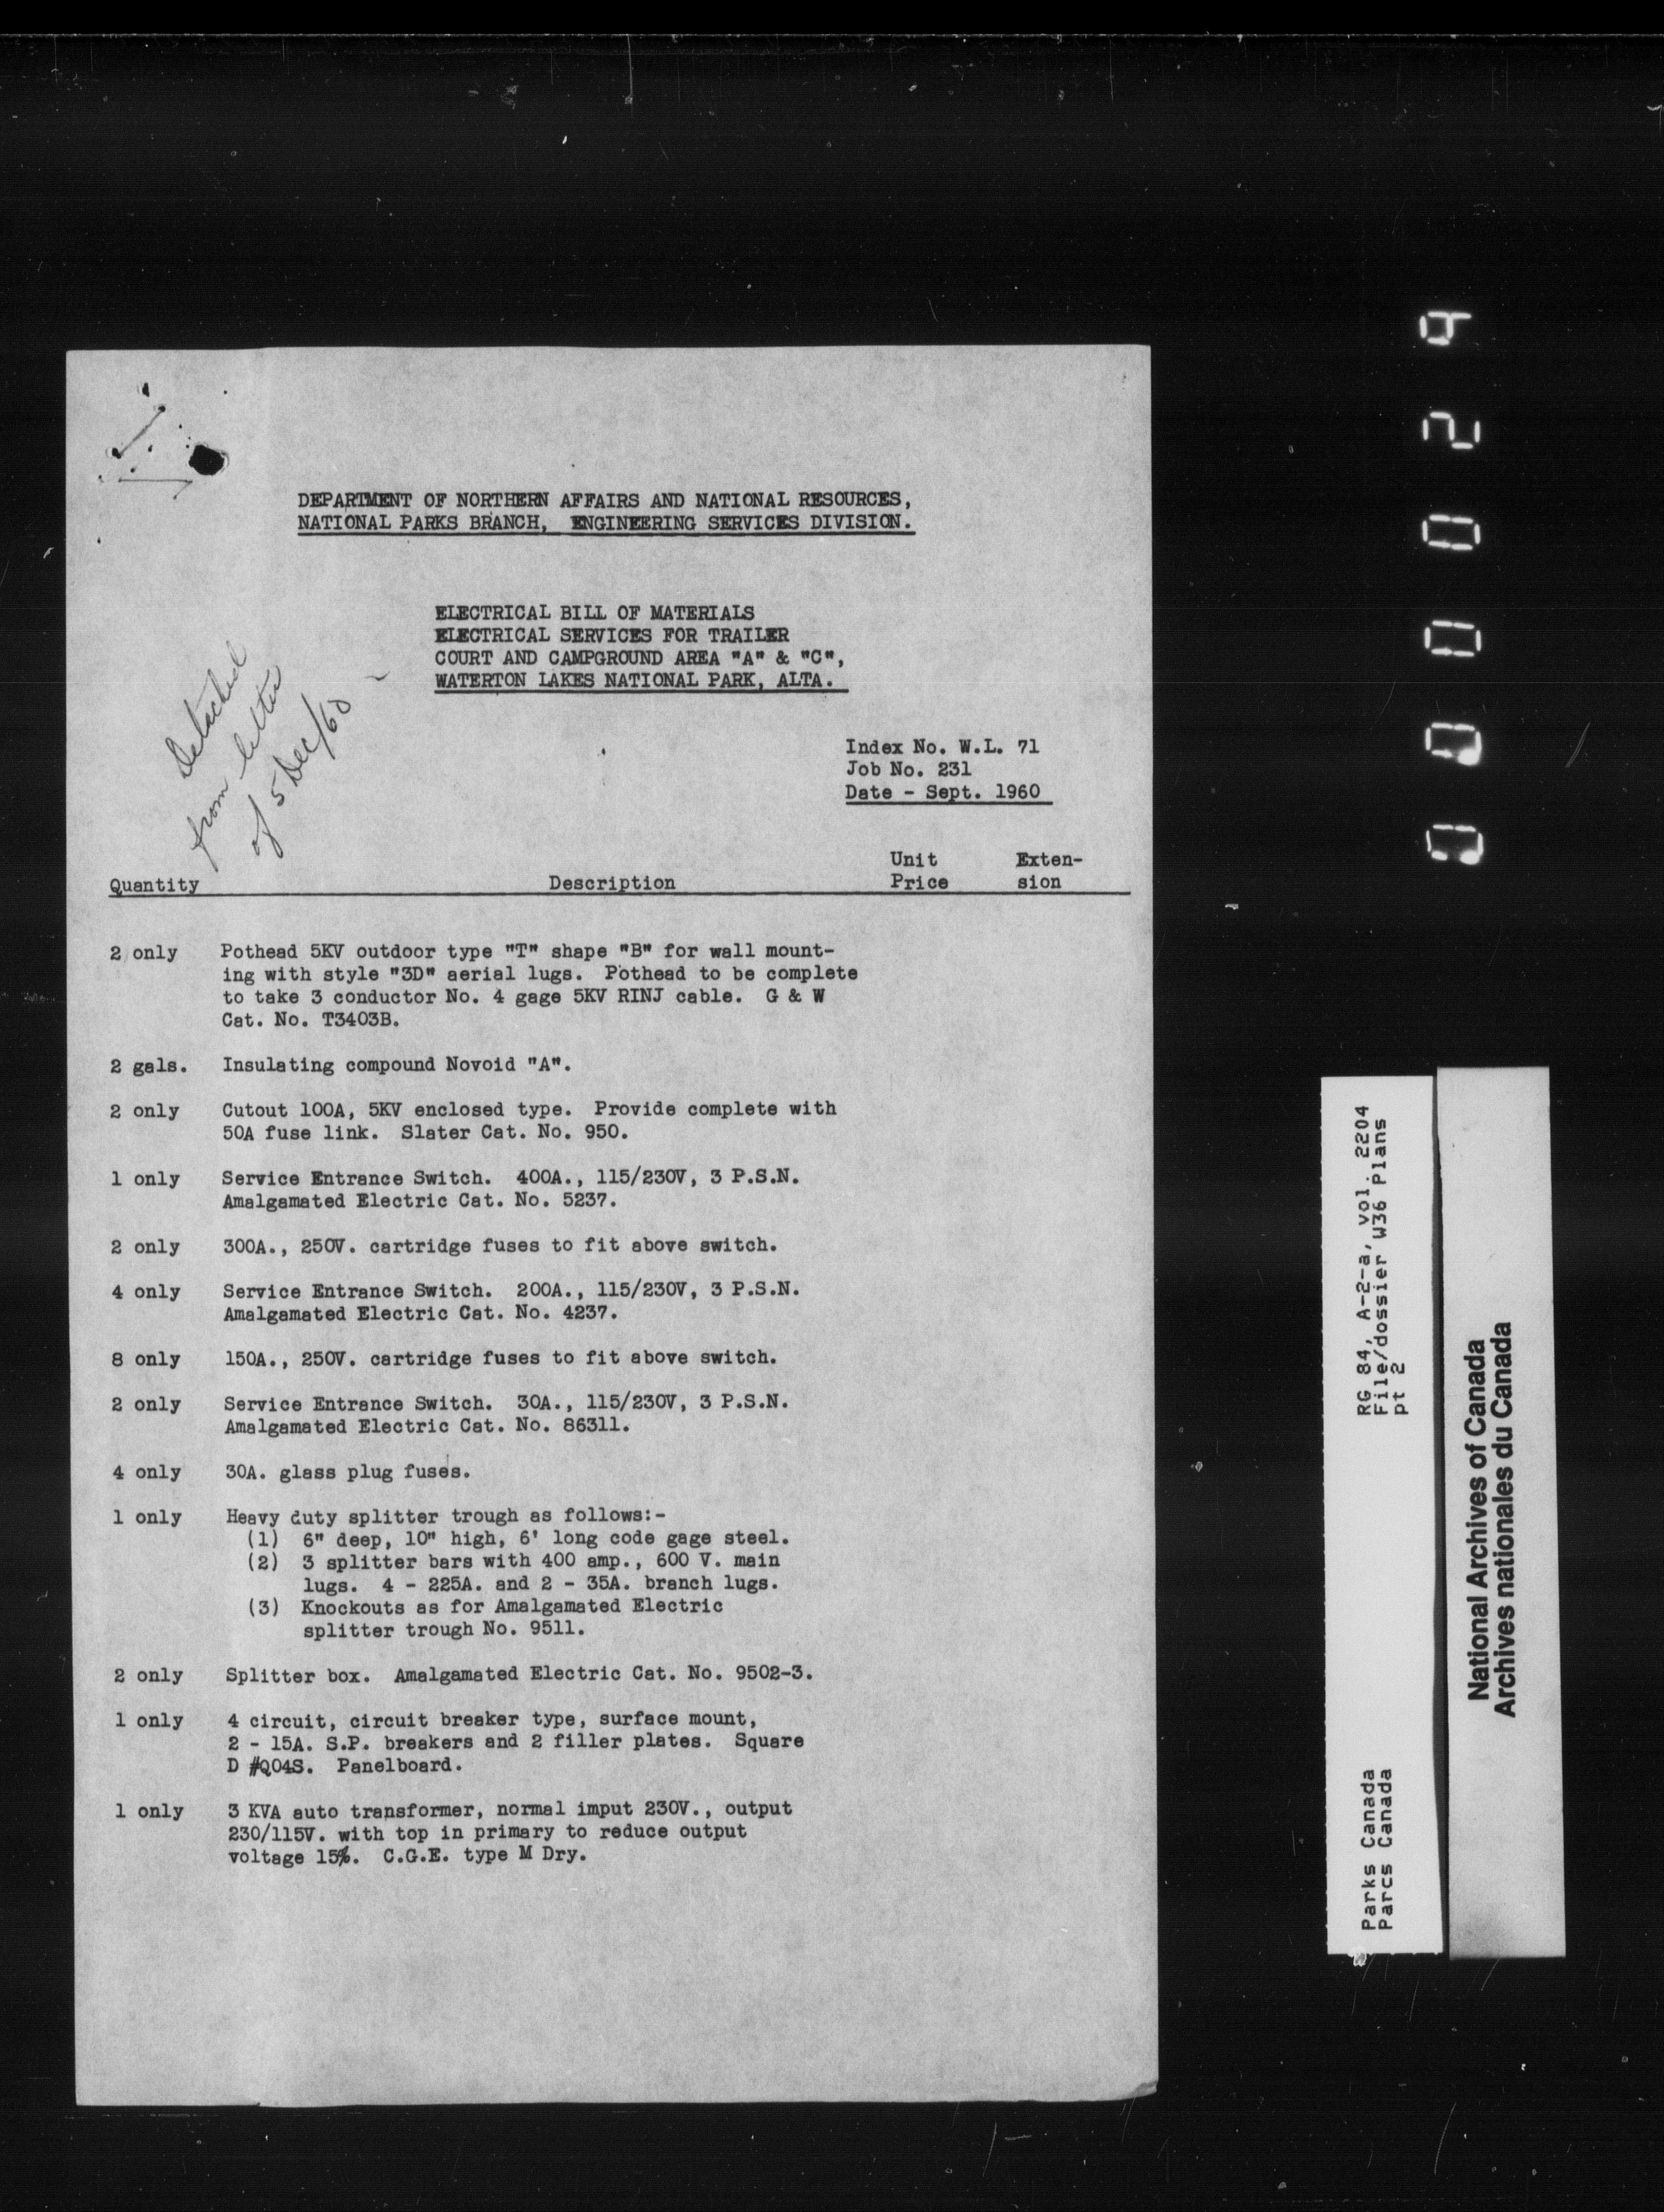 DEPARTMENT OF NORTHERN AFFAIRS AND NATIONAL RESOURCES,
NATIONAL PARKS BRANCH, ENGINEERING SERVICES DIVISION.
ELECTRICAL BILL OF MATERIALS
ELECTRICAL SERVICES FOR TRAILER
COURT AND CAMPGROUND AREA "A" & "C",
WATERTON LAKES NATIONAL PARK, ALTA.
Detached
from letter
of 5 Dec/60 -
Index No. W.L. 71
Job No. 231
Date - Sept. 1960
Unit Exten-
Quantity Description Price sion
2 only Pothead 5KV outdoor type "T" shape "B" for wall mount-
ing with style "3D" aerial lugs. Pothead to be complete
to take 3 conductor No. 4 gage 5KV RINJ cable. G & W
Cat. No. T3403B.
2 gals. Insulating compound Novoid "A".
2 only Cutout 100A, 5KV enclosed type. Provide complete with
50A fuse link. Slater Cat. No. 950.
1 only Service Entrance Switch. 400A., 115/230V, 3 P.S.N.
Amalgamated Electric Cat. No. 5237.
2 only 300A., 250V. cartridge fuses to fit above switch.
4 only Service Entrance Switch. 200A., 115/230V, 3 P.S.N.
Amalgamated Electric Cat. No. 4237.
8 only 150A., 250V. cartridge fuses to fit above switch.
2 only Service Entrance Switch. 30A., 115/230V, 3 P.S.N.
Amalgamated Electric Cat. No. 86311.
4 only 30A. glass plug fuses.
1 only Heavy duty splitter trough as follows:-
(1) 6" deep, 10" high, 6' long code gage steel.
(2) 3 splitter bars with 400 amp., 600 V. main
lugs. 4 - 225A. and 2 - 35A. branch lugs.
(3) Knockouts as for Amalgamated Electric
splitter trough No. 9511.
2 only Splitter box. Amalgamated Electric Cat. No. 9502-3.
1 only 4 circuit, circuit breaker type, surface mount,
2 - 15A. S.P. breakers and 2 filler plates. Square
D #QO4S. Panelboard.
1 only 3 KVA auto transformer, normal imput 230V., output
230/115V. with top in primary to reduce output
voltage 15%. C.G.E. type M Dry.
Parks Canada RG 84, A-2-a, vol. 2204
Parcs Canada File/dossier W36 Plans
pt 2
National Archives of Canada
Archives nationales du Canada